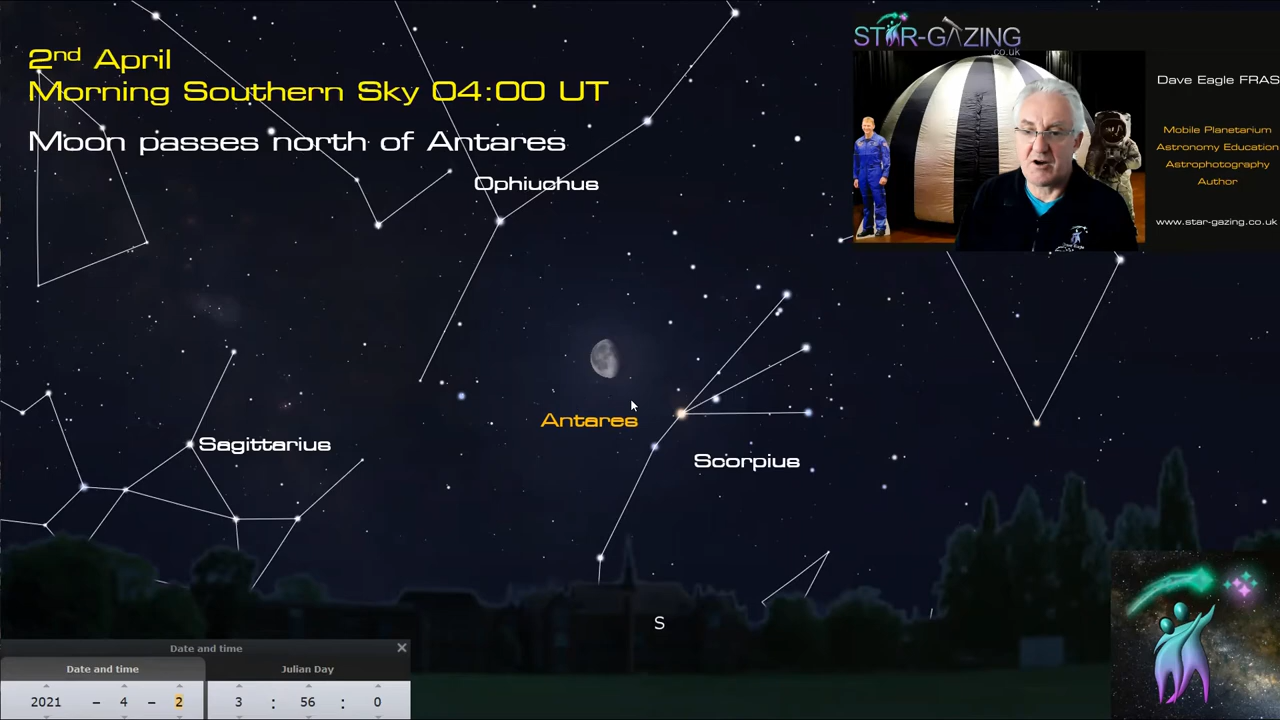 2nd April
Morning Southern Sky 04:00 UT
Moon passes north of Antares
STAR-GAZING
.co.uk
Dave Eagle FRAS
Mobile Planetarium
Astronomy Education
Astrophotography
Author
www.star-gazing.co.uk
Ophiuchus
Antares
Sagittarius
Scorpius
S
Date and time
Date and time
Julian Day
2021 - 4 - 2
3 : 56 : 0